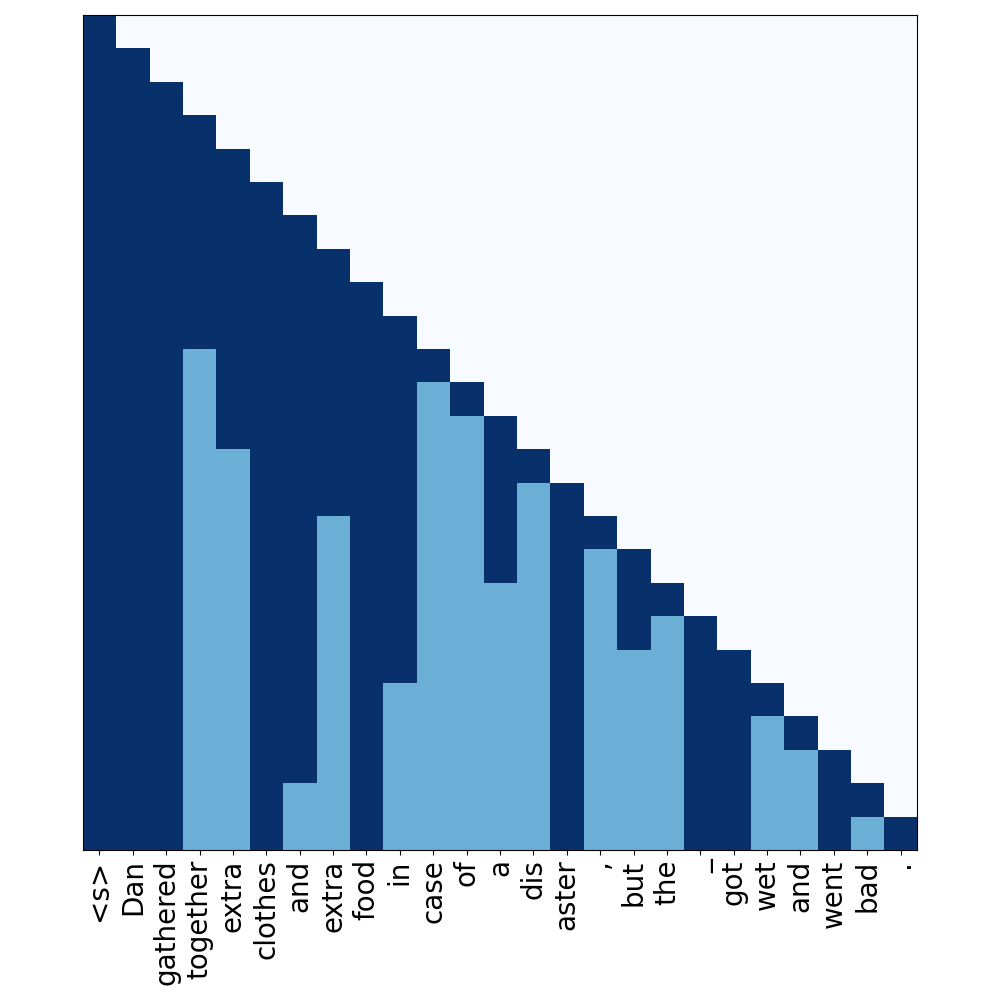 <s> Dan gathered together extra clothes and extra food in case of a dis aster , but the _ got wet and went bad .